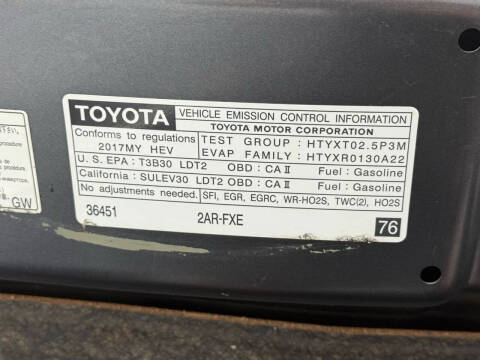 TOYOTA VEHICLE EMISSION CONTROL INFORMATION
TOYOTA MOTOR CORPORATION
Conforms to regulations
2017MY HEV
TEST GROUP : HTYXT02.5P3M
EVAP FAMILY : HTYXR0130A22
U.S. EPA : T3B30 LDT2 OBD : CA II Fuel : Gasoline
California : SULEV30 LDT2 OBD : CA II Fuel : Gasoline
No adjustments needed. SFI, EGR, EGRC, WR-HO2S, TWC(2), HO2S
36451 2AR-FXE
76
GW